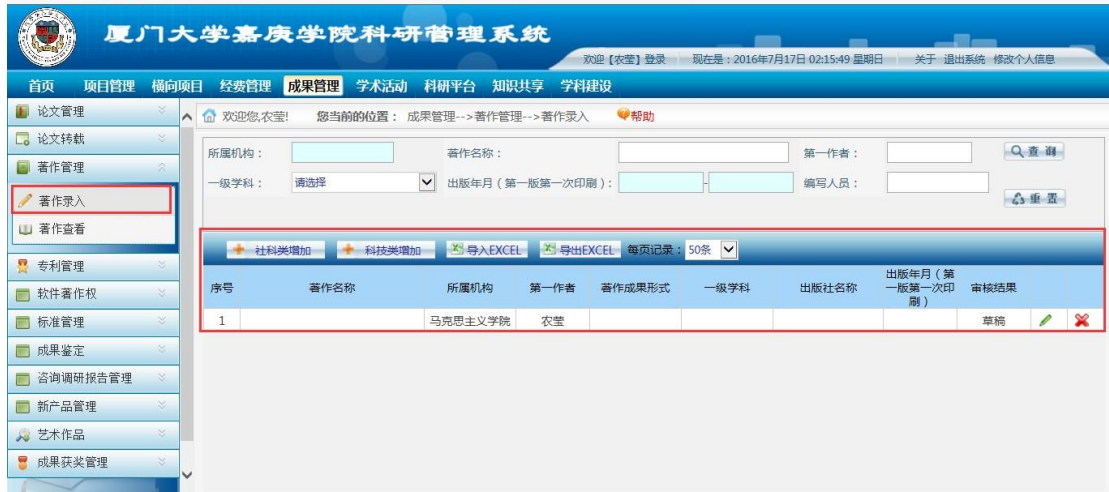 厦门大学嘉庚学院科研管理系统
欢迎【农莹】登录 现在是：2016年7月17日 02:15:49 星期日 关于 退出系统 修改个人信息
首页 项目管理 横向项目 经费管理 成果管理 学术活动 科研平台 知识共享 学科建设
论文管理
论文转载
著作管理
著作录入
著作查看
专利管理
软件著作权
标准管理
成果鉴定
咨询调研报告管理
新产品管理
艺术作品
成果获奖管理
欢迎您,农莹! 您当前的位置： 成果管理-->著作管理-->著作录入 帮助
所属机构： 著作名称： 第一作者： 查 询
一级学科： 请选择 出版年月（第一版第一次印刷）： - 编写人员：
重 置
社科类增加 科技类增加 导入EXCEL 导出EXCEL 每页记录： 50条
序号 著作名称 所属机构 第一作者 著作成果形式 一级学科 出版社名称 出版年月（第一版第一次印刷） 审核结果
1 马克思主义学院 农莹 草稿